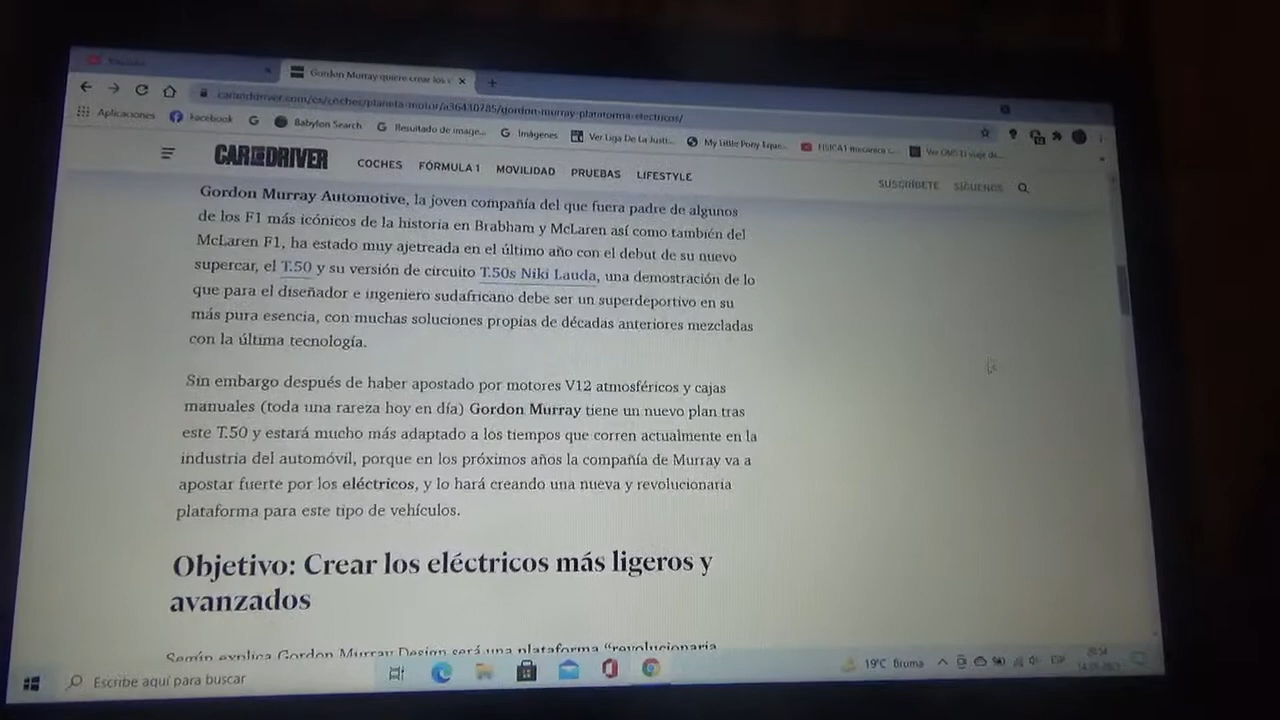 YouTube
Gordon Murray quiere crear los
caranddriver.com/es/coches/planeta-motor/a36430785/gordon-murray-plataforma-electricos/
Aplicaciones Facebook Babylon Search Resultado de image... Imágenes Ver Liga De La Justi... My Little Pony Eque... FISICA1 mecanica
CAR AND DRIVER COCHES FÓRMULA 1 MOVILIDAD PRUEBAS LIFESTYLE SUSCRÍBETE SÍGUENOS
Gordon Murray Automotive, la joven compañía del que fuera padre de algunos
de los F1 más icónicos de la historia en Brabham y McLaren así como también del
McLaren F1, ha estado muy ajetreada en el último año con el debut de su nuevo
supercar, el T.50 y su versión de circuito T.50s Niki Lauda, una demostración de lo
que para el diseñador e ingeniero sudafricano debe ser un superdeportivo en su
más pura esencia, con muchas soluciones propias de décadas anteriores mezcladas
con la última tecnología.
Sin embargo después de haber apostado por motores V12 atmosféricos y cajas
manuales (toda una rareza hoy en día) Gordon Murray tiene un nuevo plan tras
este T.50 y estará mucho más adaptado a los tiempos que corren actualmente en la
industria del automóvil, porque en los próximos años la compañía de Murray va a
apostar fuerte por los eléctricos, y lo hará creando una nueva y revolucionaria
plataforma para este tipo de vehículos.
Objetivo: Crear los eléctricos más ligeros y
avanzados
Según explica Gordon Murray Design será una plataforma “revolucionaria
Escribe aquí para buscar 19°C Bruma ESP